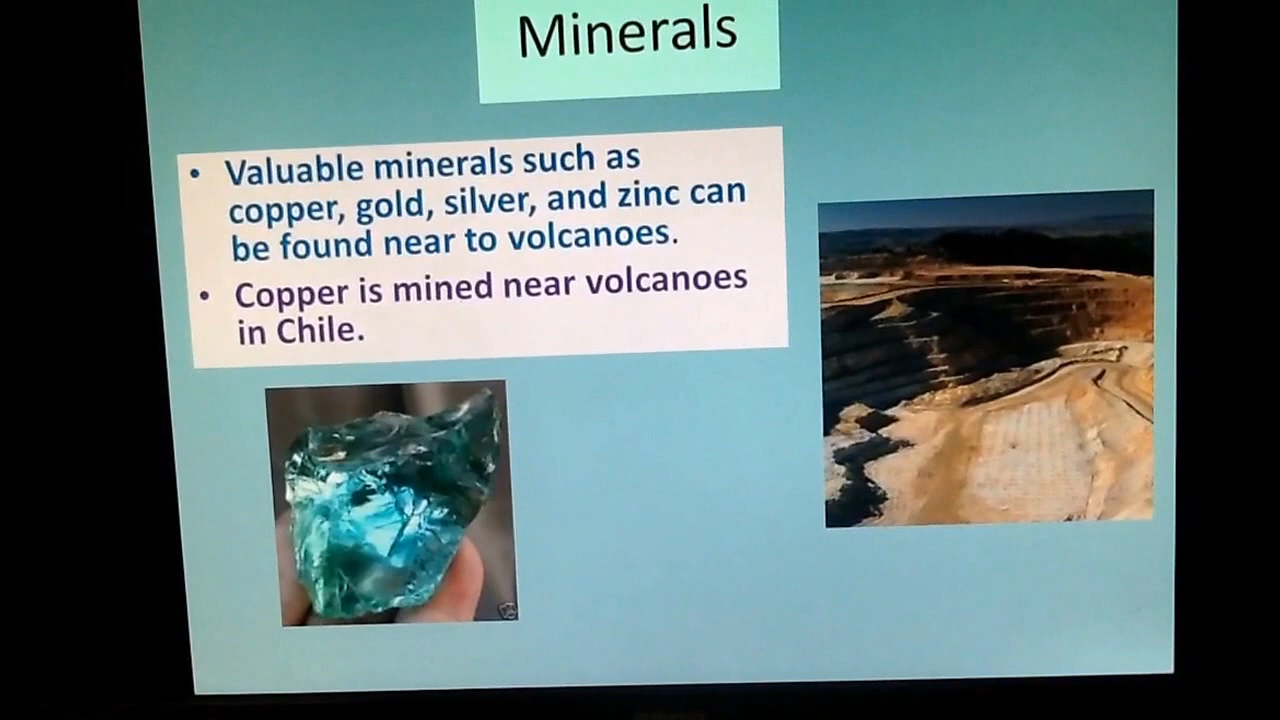 Minerals
• Valuable minerals such as
copper, gold, silver, and zinc can
be found near to volcanoes.
• Copper is mined near volcanoes
in Chile.